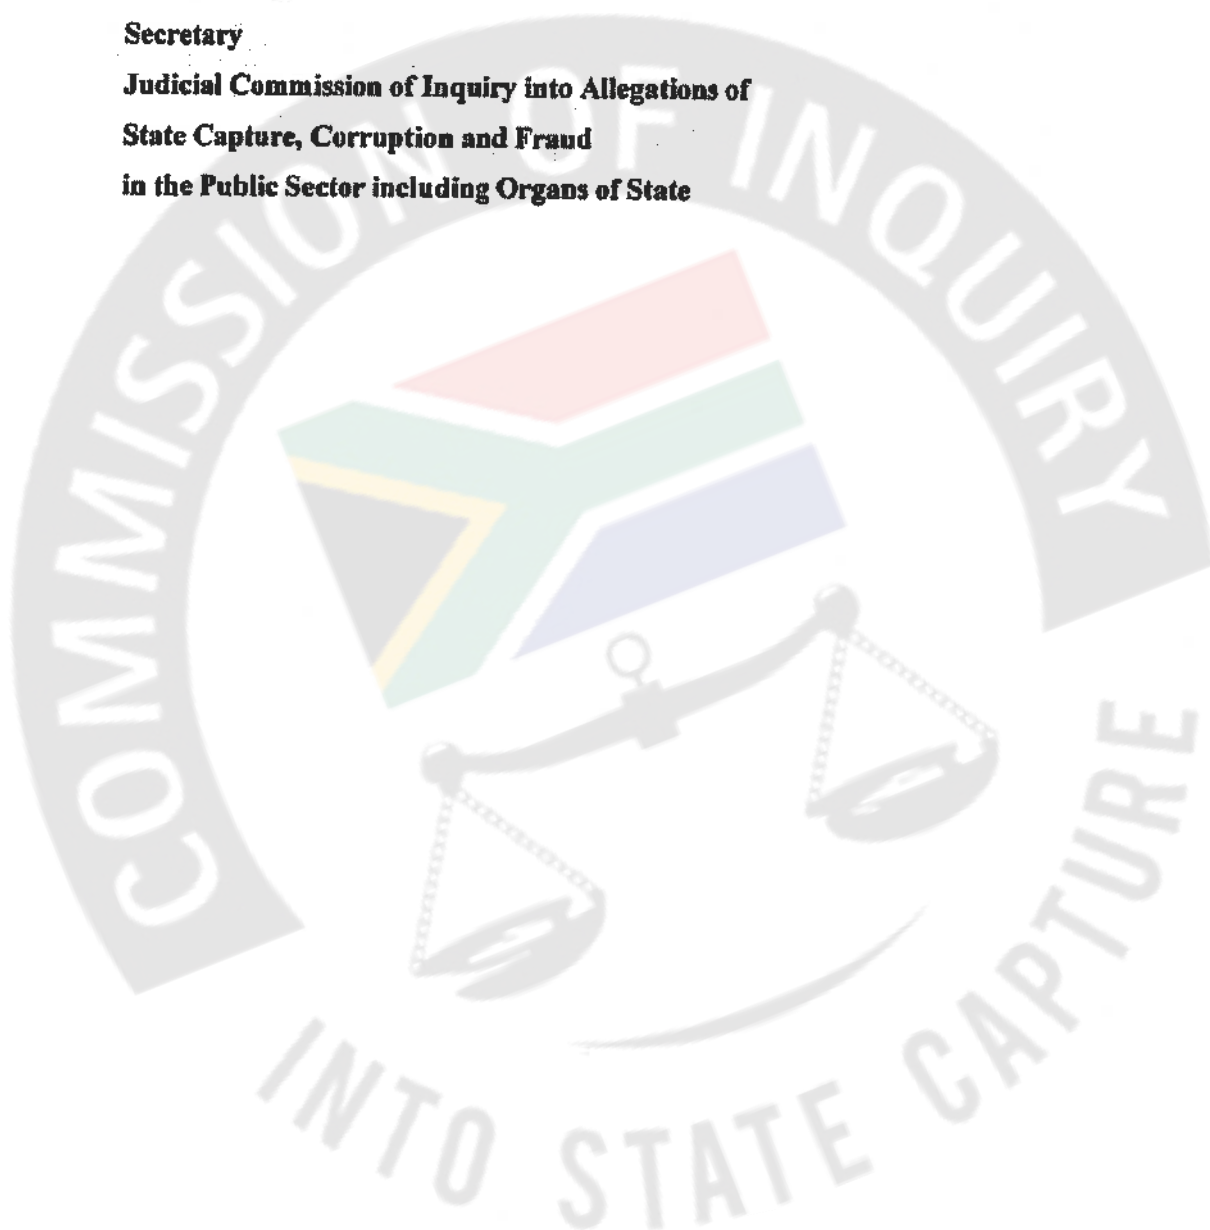 Secretary
Judicial Commission of Inquiry into Allegations of
State Capture, Corruption and Fraud
in the Public Sector including Organs of State
COMMISSION OF INQUIRY
INTO STATE CAPTURE